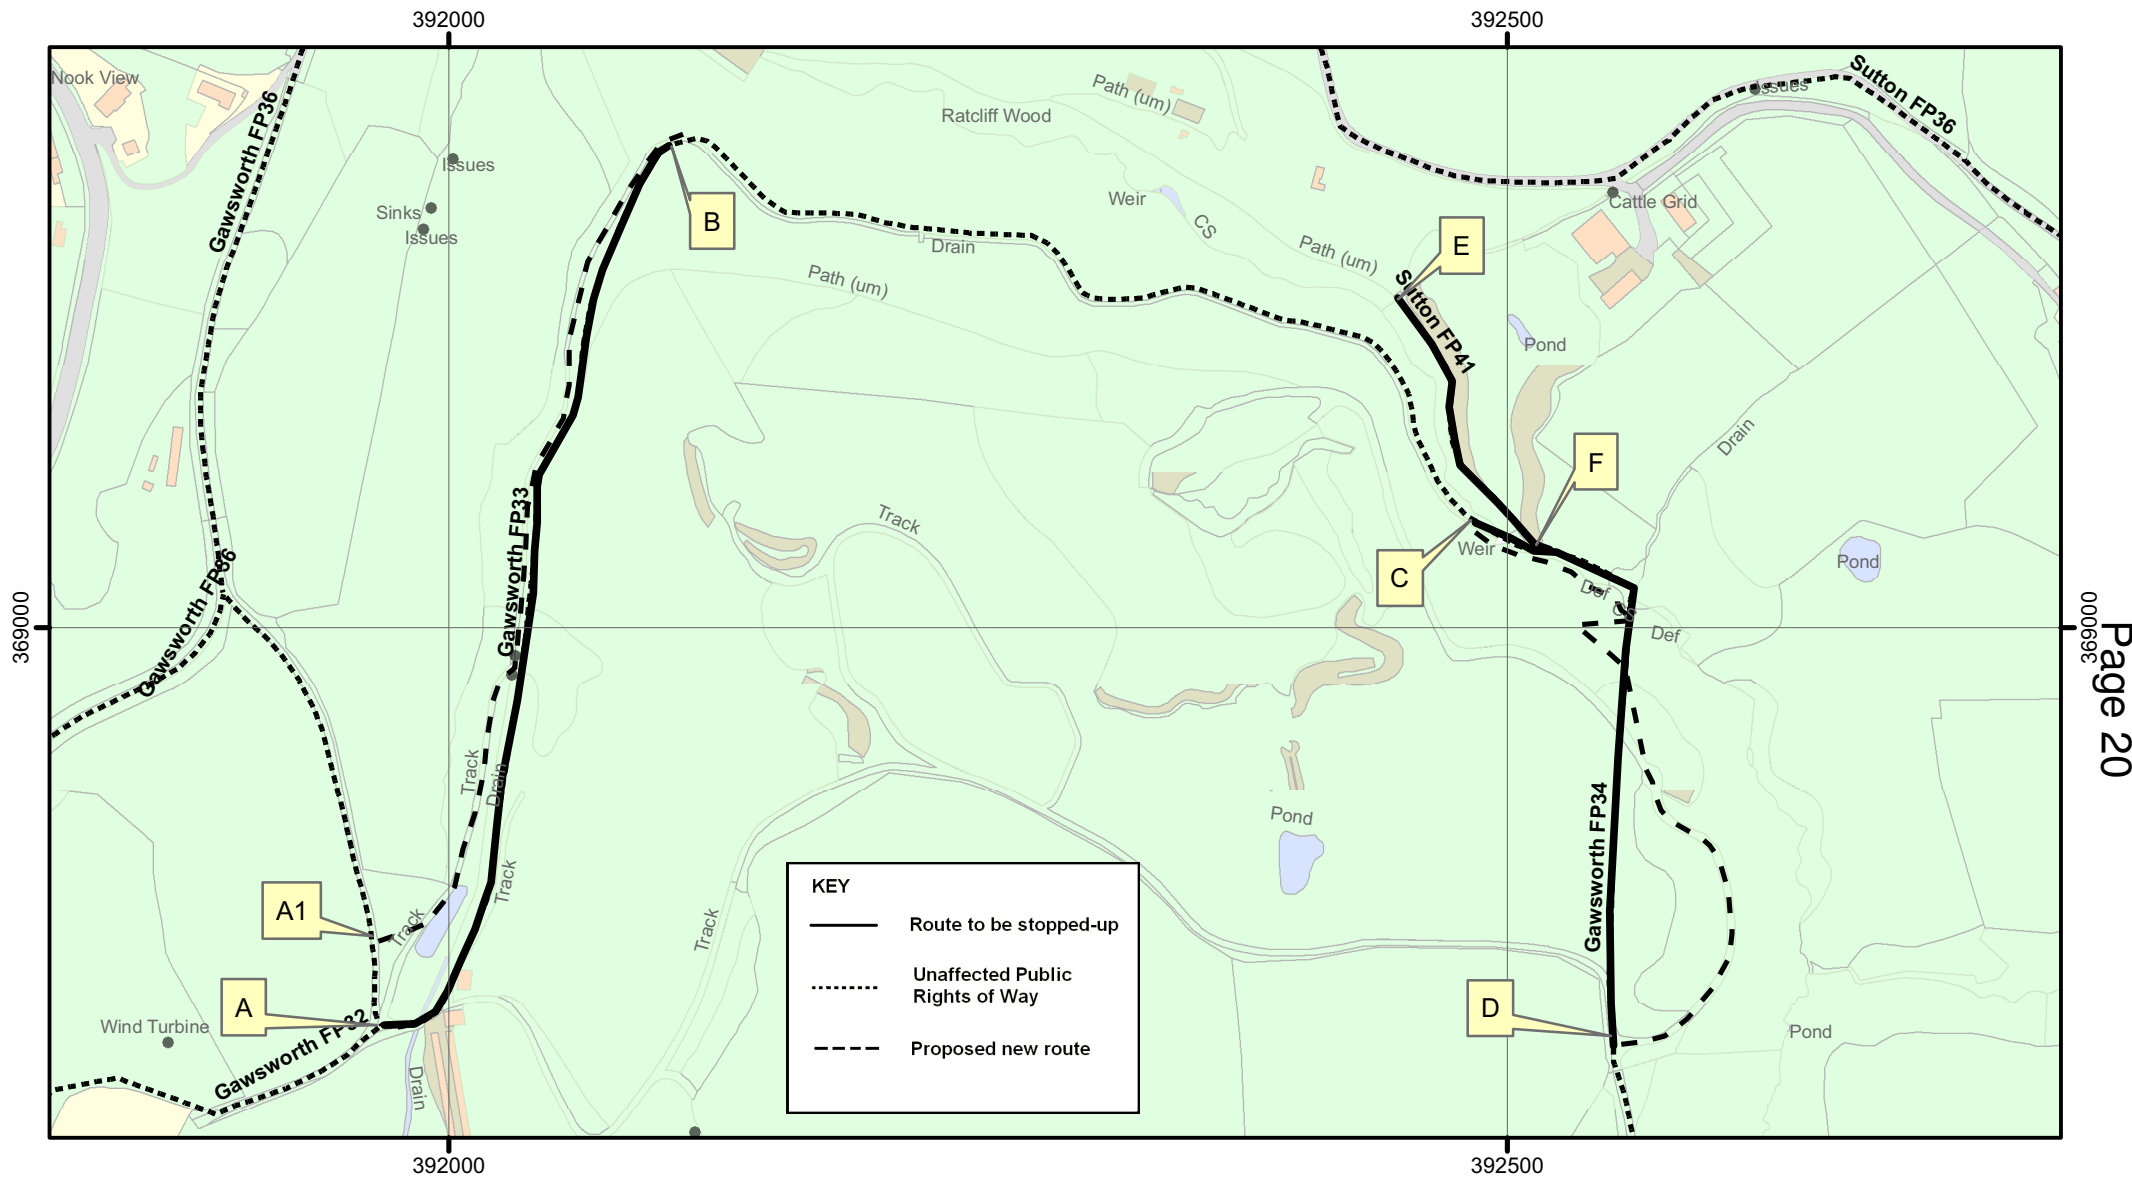 392000
392500
Nook View
Gawsworth FP36
Issues
Sinks
Issues
B
Ratcliff Wood
Path (um)
Weir
CS
Path (um)
Drain
Path (um)
E
Sutton FP41
Issues
Sutton FP36
Cattle Grid
Pond
Drain
F
C
Weir
Def
CS
Def
Pond
369000
369000
Page 20
Gawsworth FP36
Gawsworth FP33
Track
Track
Drain
Track
Track
Track
Pond
Gawsworth FP34
A1
A
D
Pond
Wind Turbine
Gawsworth FP32
Drain
KEY
Route to be stopped-up
Unaffected Public
Rights of Way
Proposed new route
392000
392500